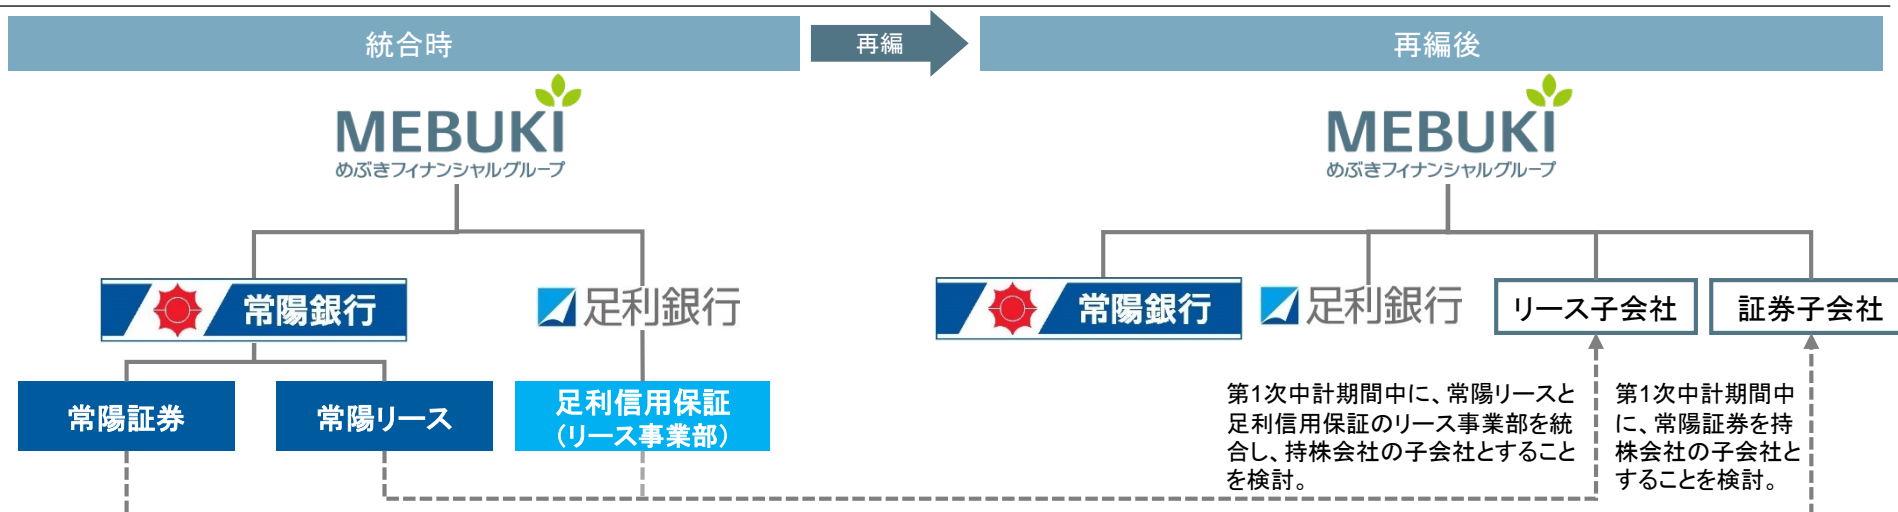 統合時
再編
再編後
MEBUKI
めぶきフィナンシャルグループ
MEBUKI
めぶきフィナンシャルグループ
常陽銀行
足利銀行
常陽銀行
足利銀行
リース子会社
証券子会社
常陽証券
常陽リース
足利信用保証
(リース事業部)
第1次中計期間中に、常陽リースと
足利信用保証のリース事業部を統
合し、持株会社の子会社とすること
を検討。
第1次中計期間中
に、常陽証券を持
株会社の子会社と
することを検討。